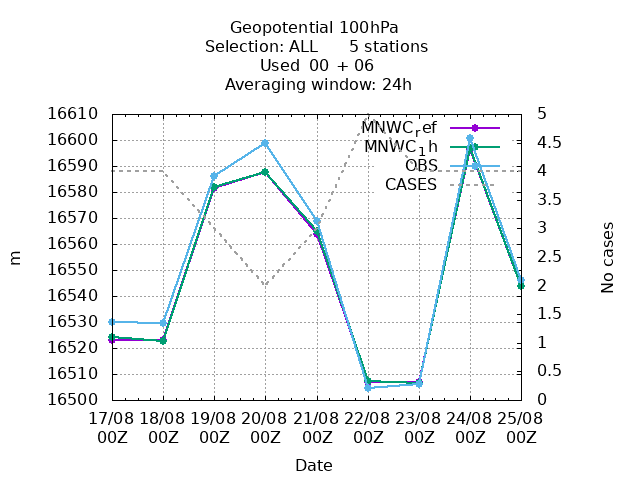 Geopotential 100hPa
Selection: ALL 5 stations
Used 00 + 06
Averaging window: 24h
16610
16600
16590
16580
16570
16560
16550
16540
16530
16520
16510
16500
m
5
4.5
4
3.5
3
2.5
2
1.5
1
0.5
0
No cases
MNWC_ref
MNWC_1h
OBS
CASES
17/08 18/08 19/08 20/08 21/08 22/08 23/08 24/08 25/08
00Z 00Z 00Z 00Z 00Z 00Z 00Z 00Z 00Z
Date